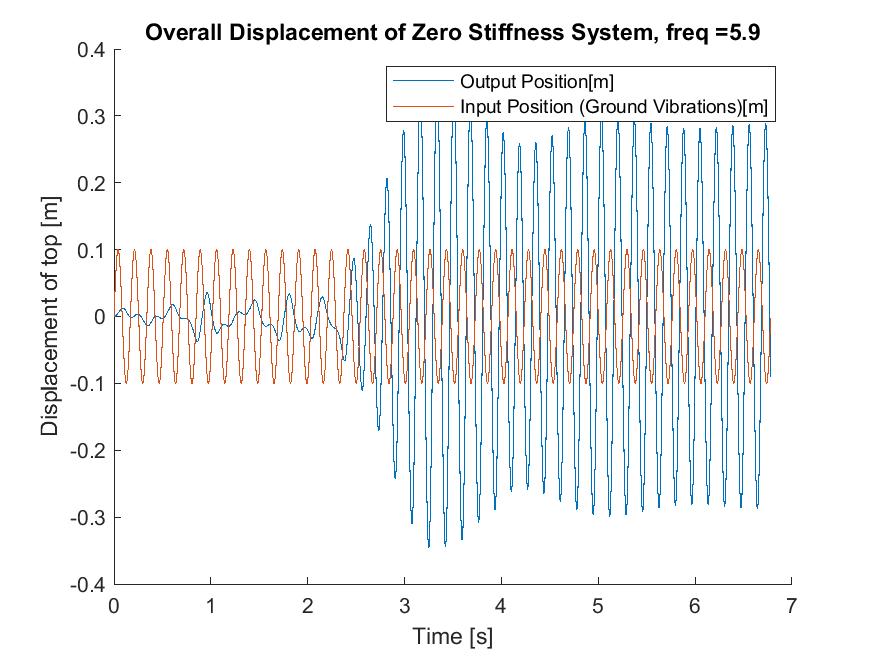 Overall Displacement of Zero Stiffness System, freq =5.9
Output Position[m]
Input Position (Ground Vibrations)[m]
Displacement of top [m]
0.4
0.3
0.2
0.1
0
-0.1
-0.2
-0.3
-0.4
0 1 2 3 4 5 6 7
Time [s]